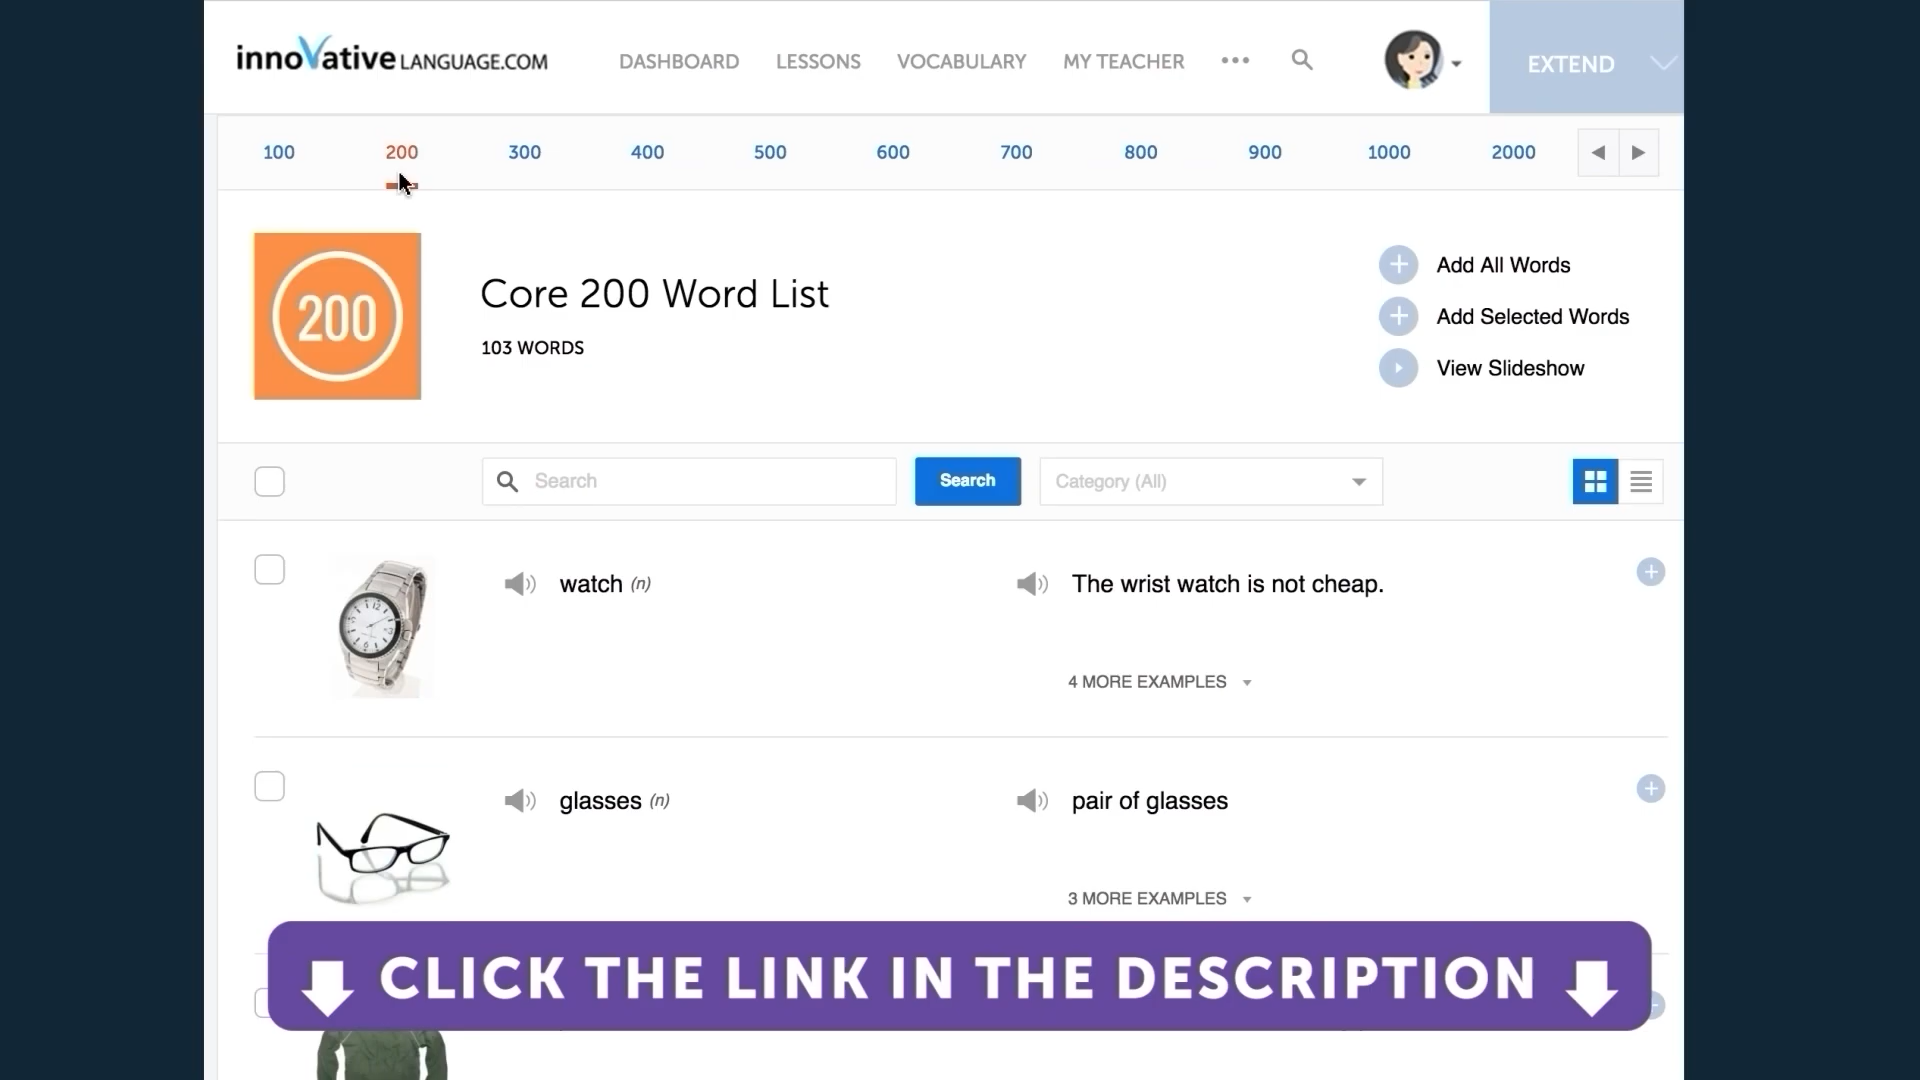 innoVative LANGUAGE.COM
DASHBOARD LESSONS VOCABULARY MY TEACHER ••• EXTEND
100 200 300 400 500 600 700 800 900 1000 2000
200
Core 200 Word List
103 WORDS
Add All Words
Add Selected Words
View Slideshow
Search Search Category (All)
watch (n) The wrist watch is not cheap.
4 MORE EXAMPLES
glasses (n) pair of glasses
3 MORE EXAMPLES
CLICK THE LINK IN THE DESCRIPTION